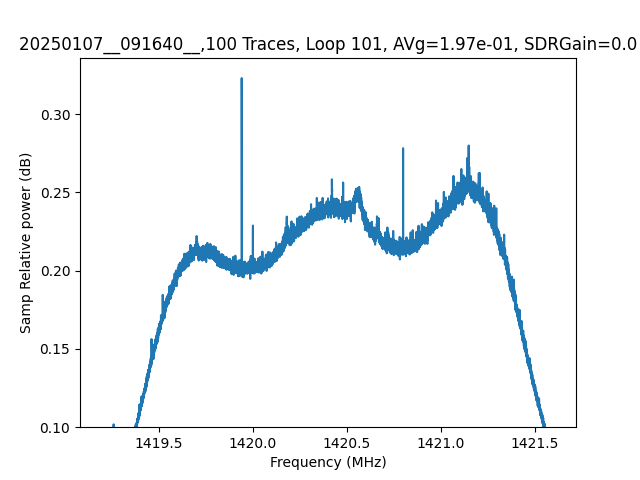 20250107__091640__,100 Traces, Loop 101, AVg=1.97e-01, SDRGain=0.0
0.30
0.25
0.20
0.15
0.10
Samp Relative power (dB)
1419.5 1420.0 1420.5 1421.0 1421.5
Frequency (MHz)